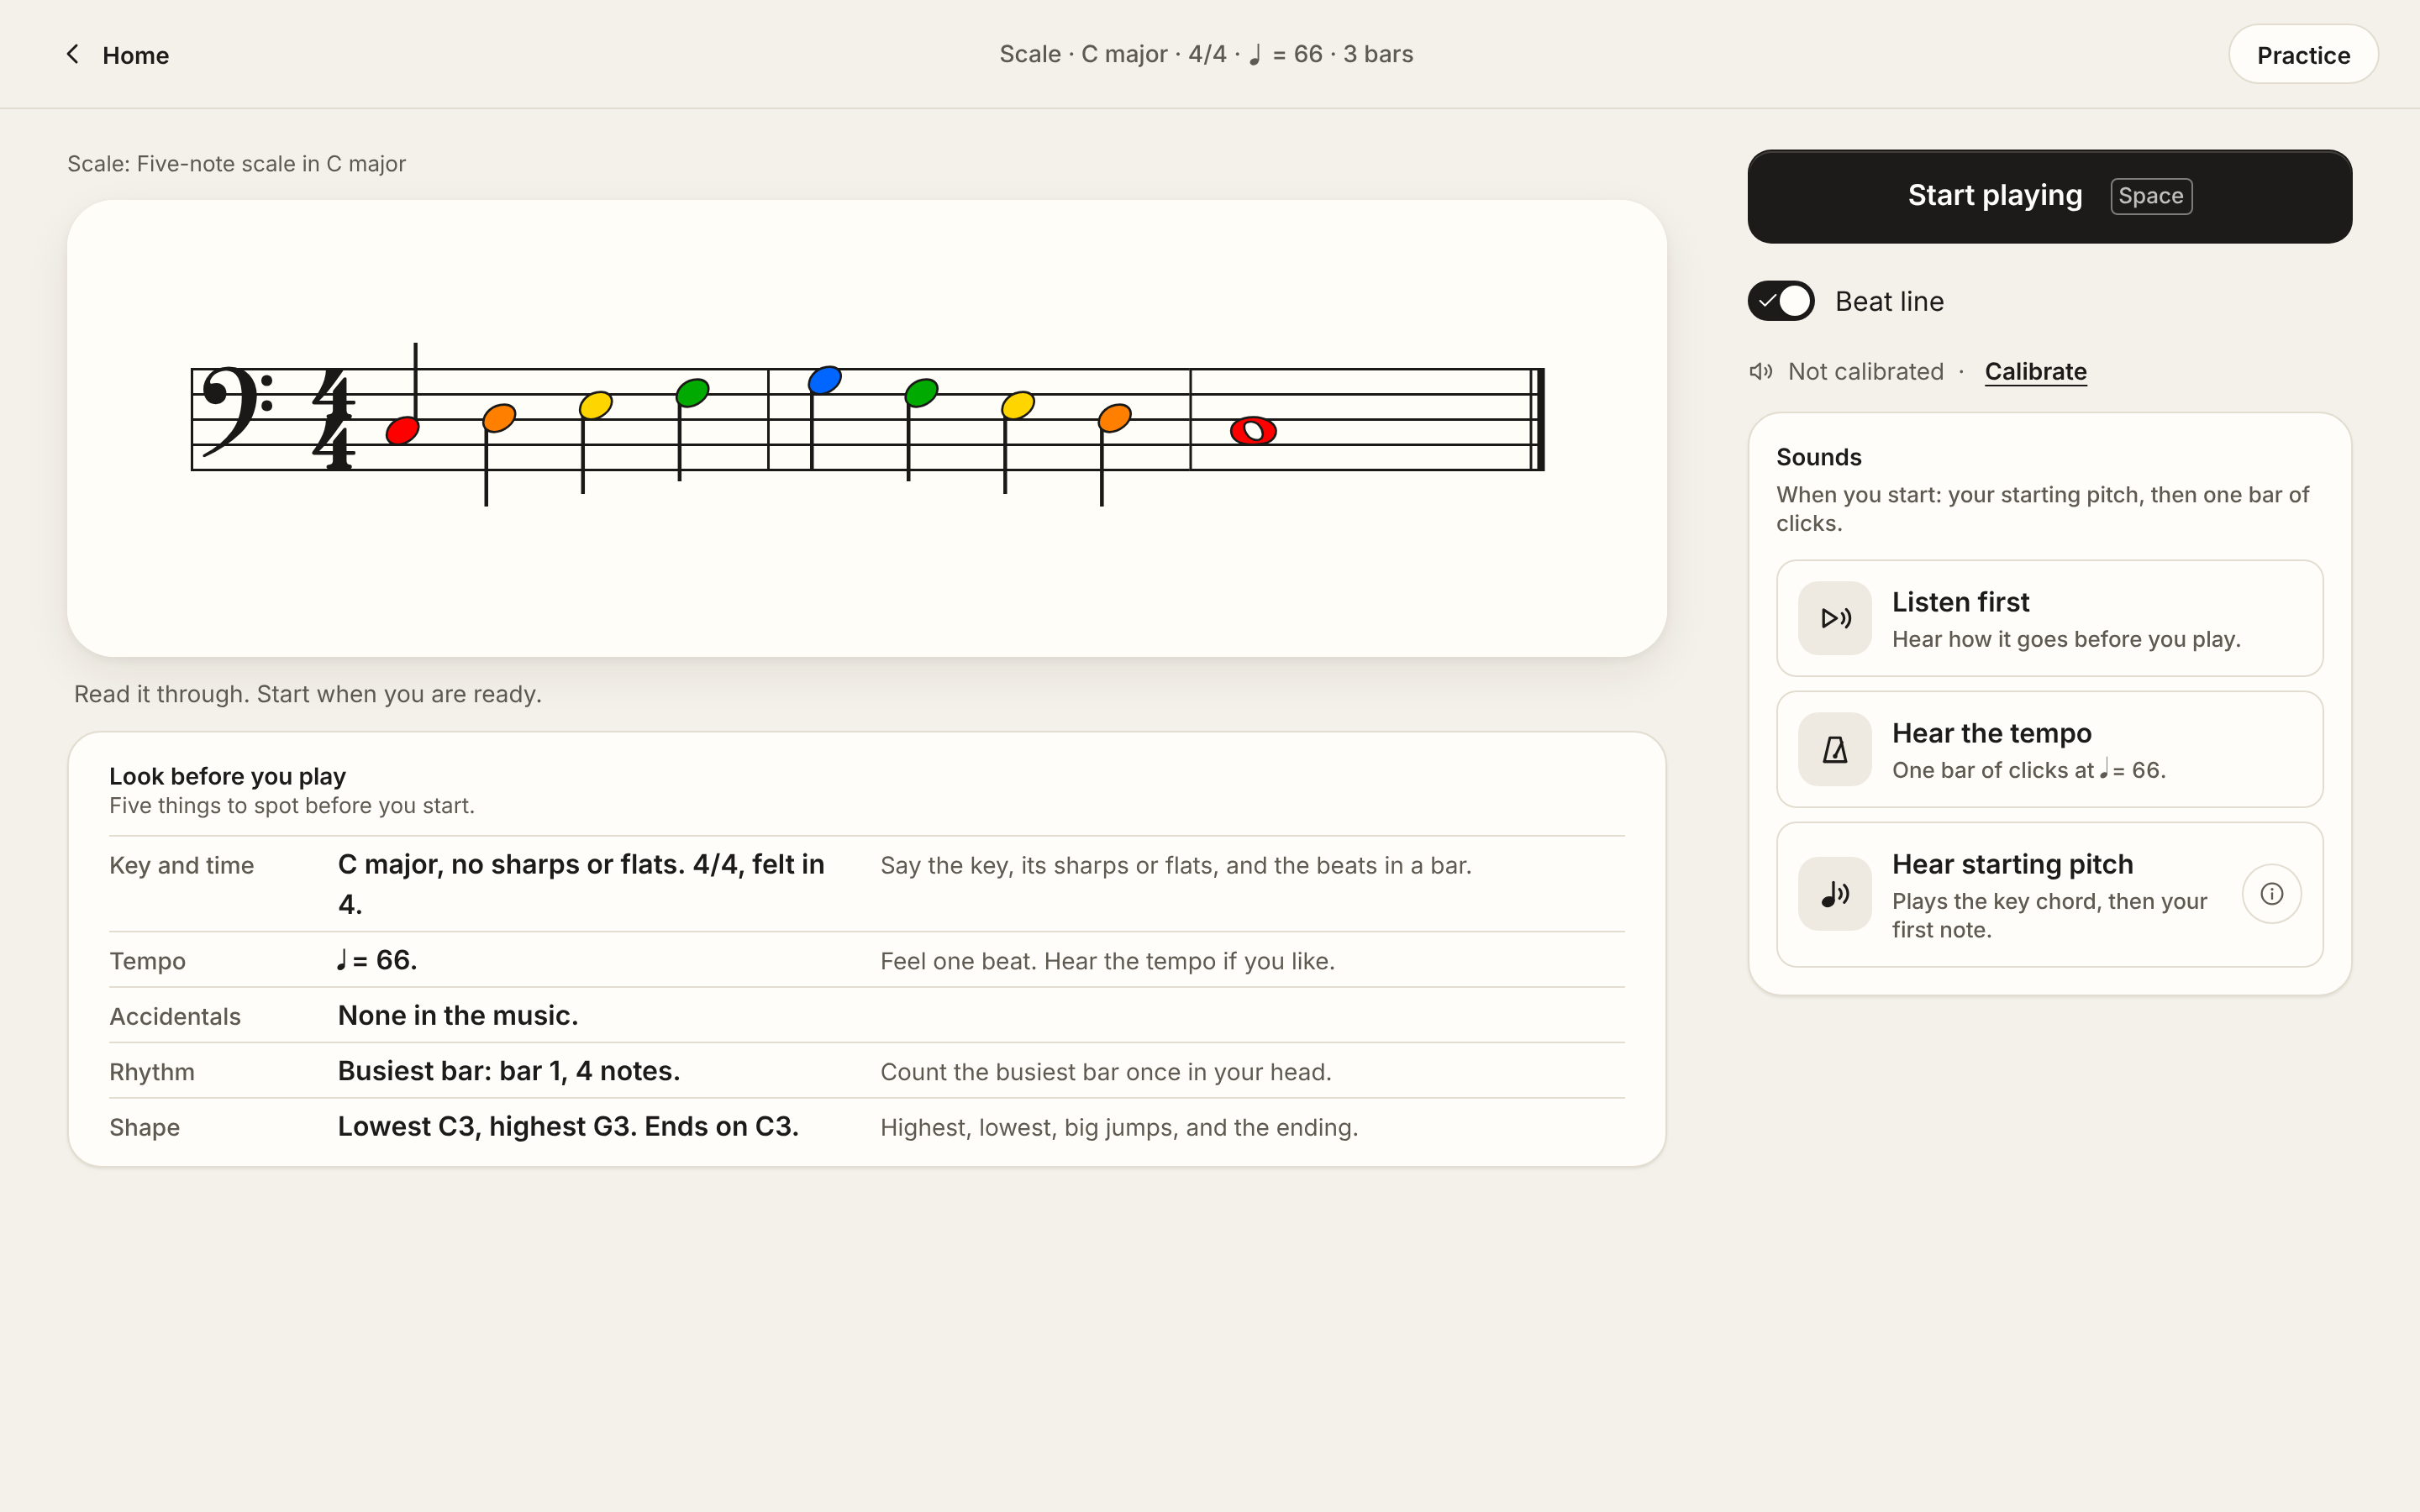 Home
Scale · C major · 4/4 · ♩ = 66 · 3 bars
Practice
Scale: Five-note scale in C major
4
4
Read it through. Start when you are ready.
Look before you play
Five things to spot before you start.
Key and time
C major, no sharps or flats. 4/4, felt in
4.
Say the key, its sharps or flats, and the beats in a bar.
Tempo
♩ = 66.
Feel one beat. Hear the tempo if you like.
Accidentals
None in the music.
Rhythm
Busiest bar: bar 1, 4 notes.
Count the busiest bar once in your head.
Shape
Lowest C3, highest G3. Ends on C3.
Highest, lowest, big jumps, and the ending.
Start playing Space
Beat line
Not calibrated · Calibrate
Sounds
When you start: your starting pitch, then one bar of
clicks.
Listen first
Hear how it goes before you play.
Hear the tempo
One bar of clicks at ♩ = 66.
Hear starting pitch
Plays the key chord, then your
first note.